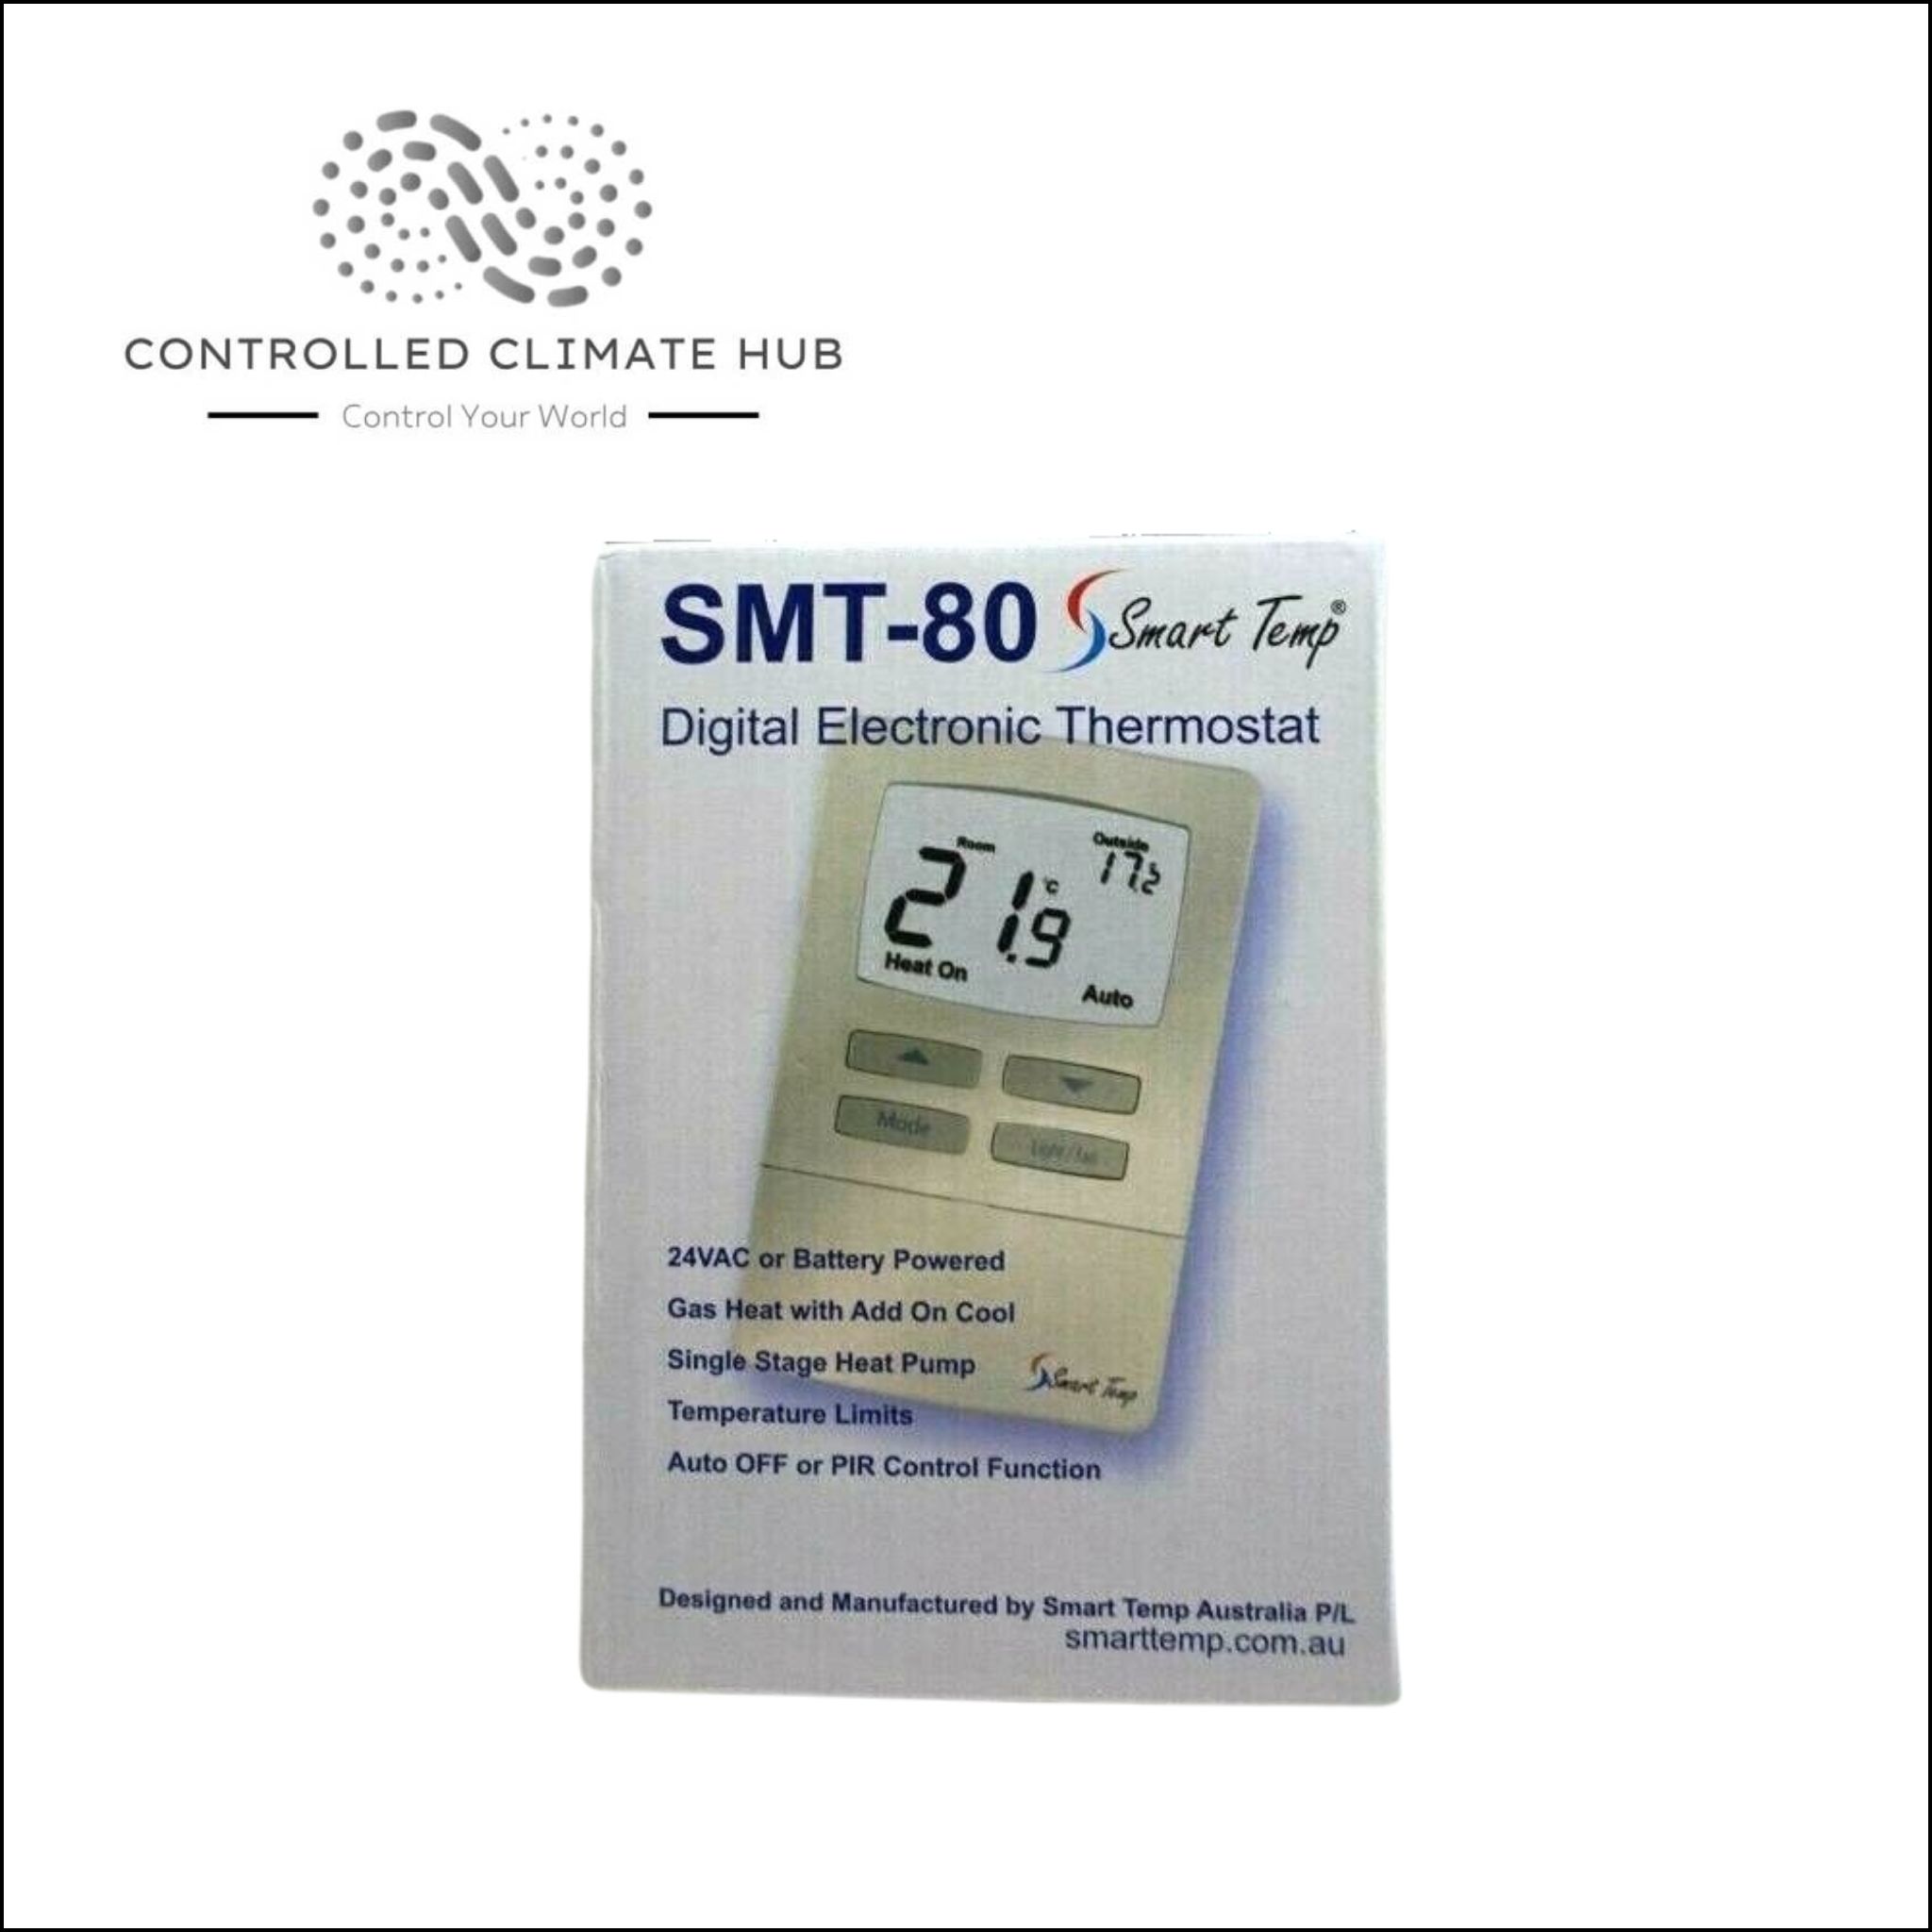 CONTROLLED CLIMATE HUB
Control Your World
SMT-80 Smart Temp®
Digital Electronic Thermostat
Room
Outside
21.9 °C
17.5
Heat On
Auto
Mode
Light/Fan
24VAC or Battery Powered
Gas Heat with Add On Cool
Single Stage Heat Pump
Smart Temp
Temperature Limits
Auto OFF or PIR Control Function
Designed and Manufactured by Smart Temp Australia P/L
smarttemp.com.au